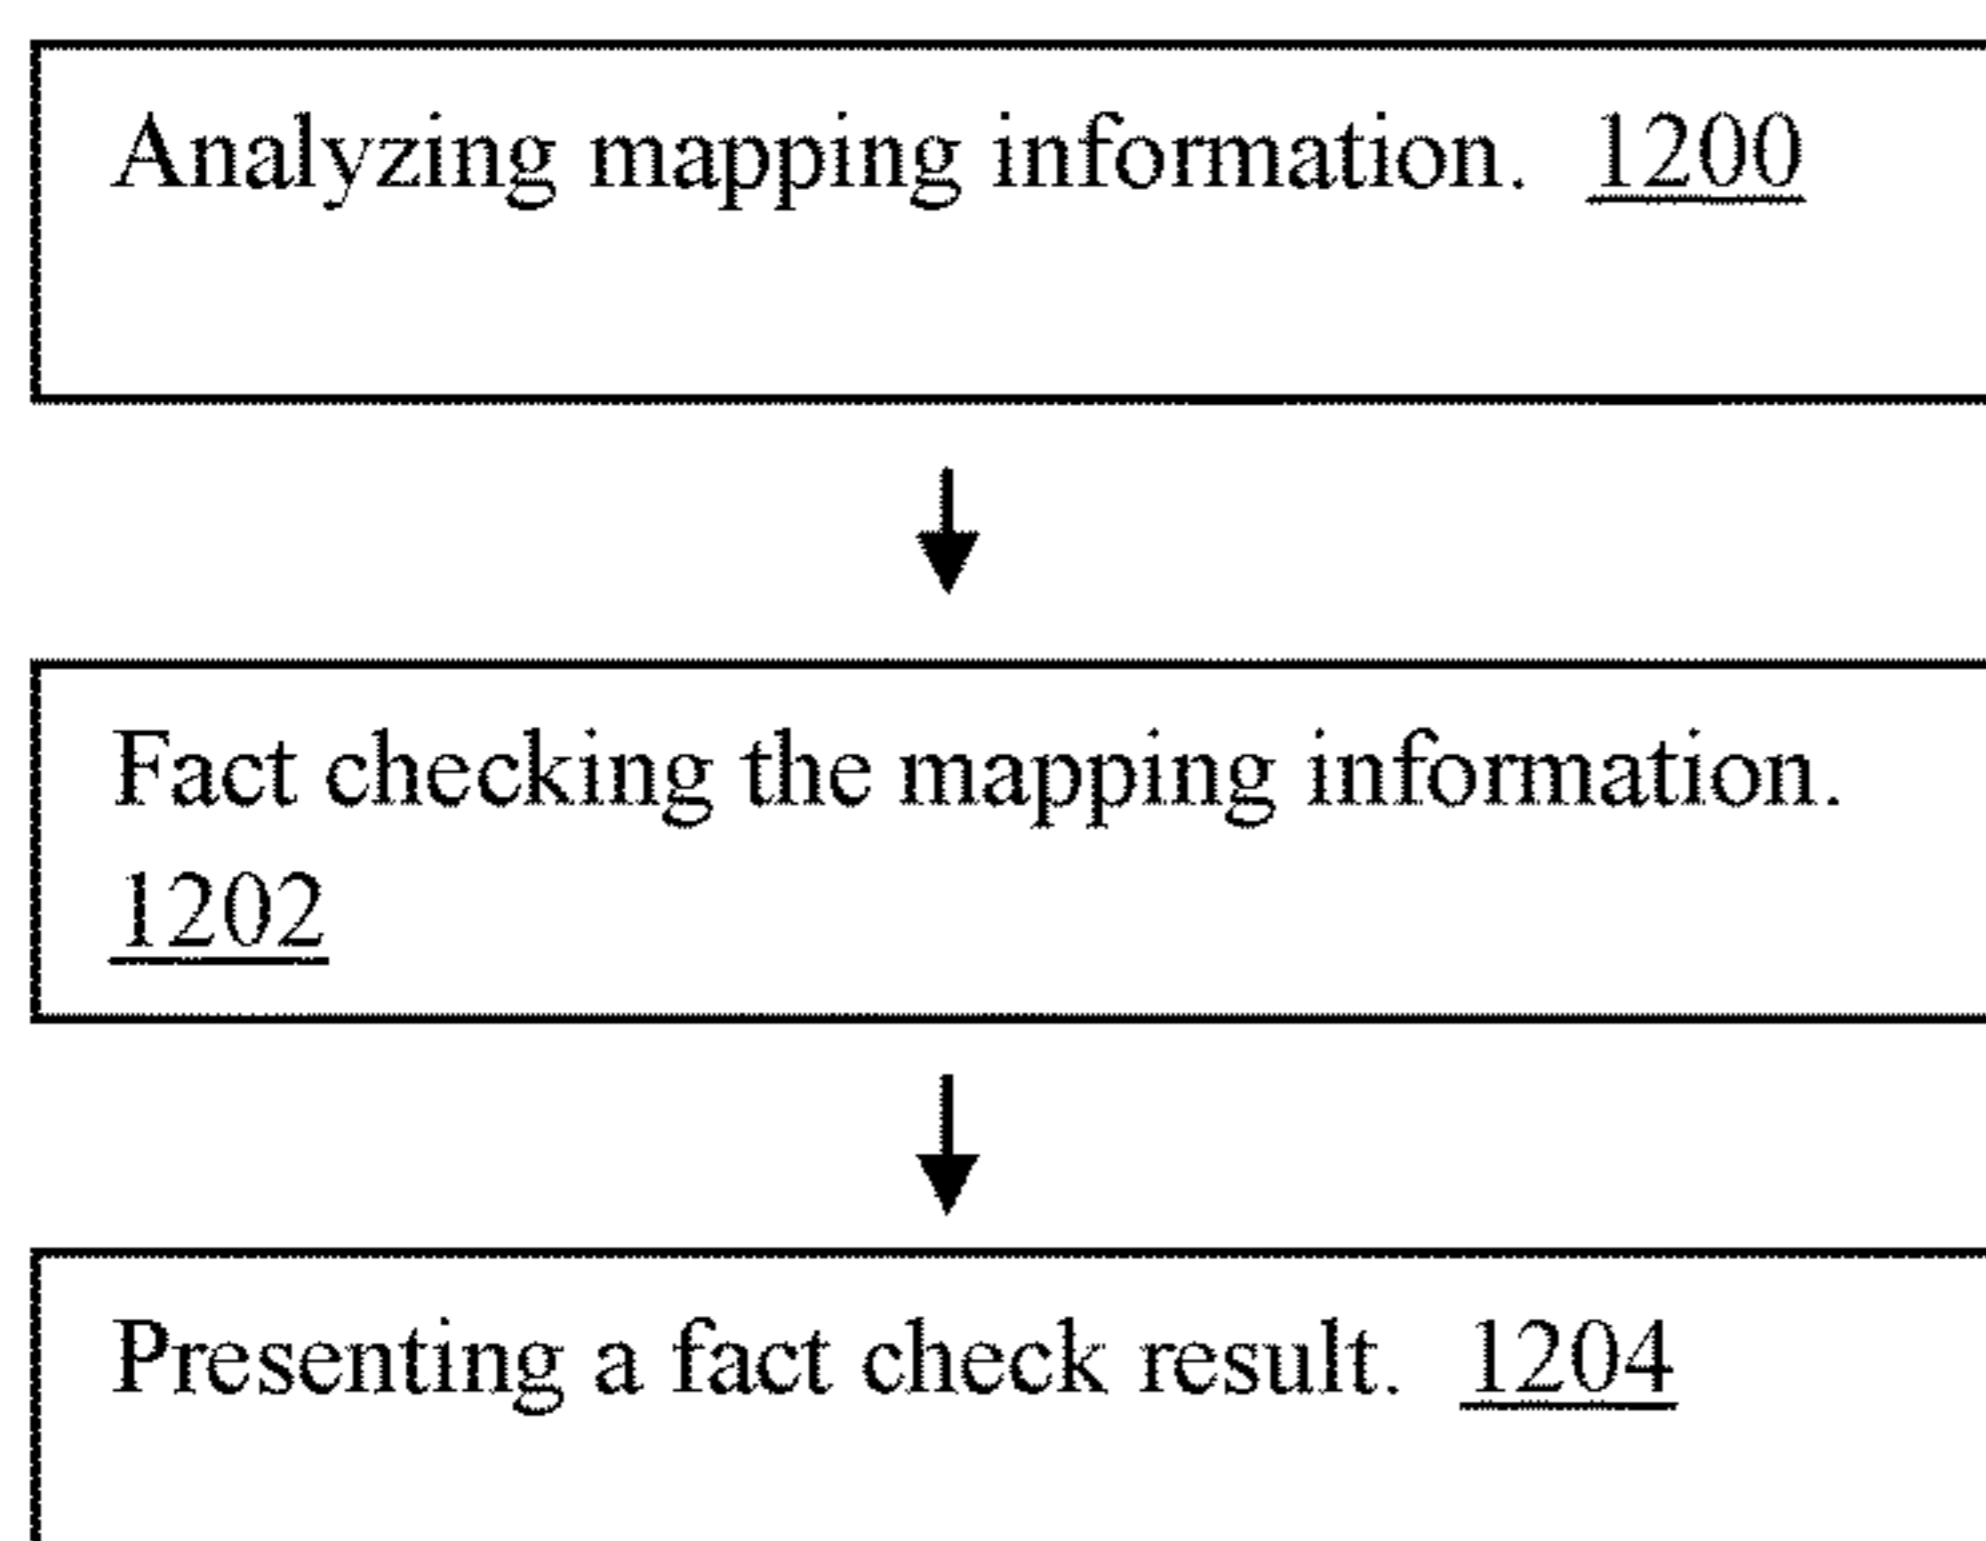 Analyzing mapping information. 1200
Fact checking the mapping information.
1202
Presenting a fact check result. 1204